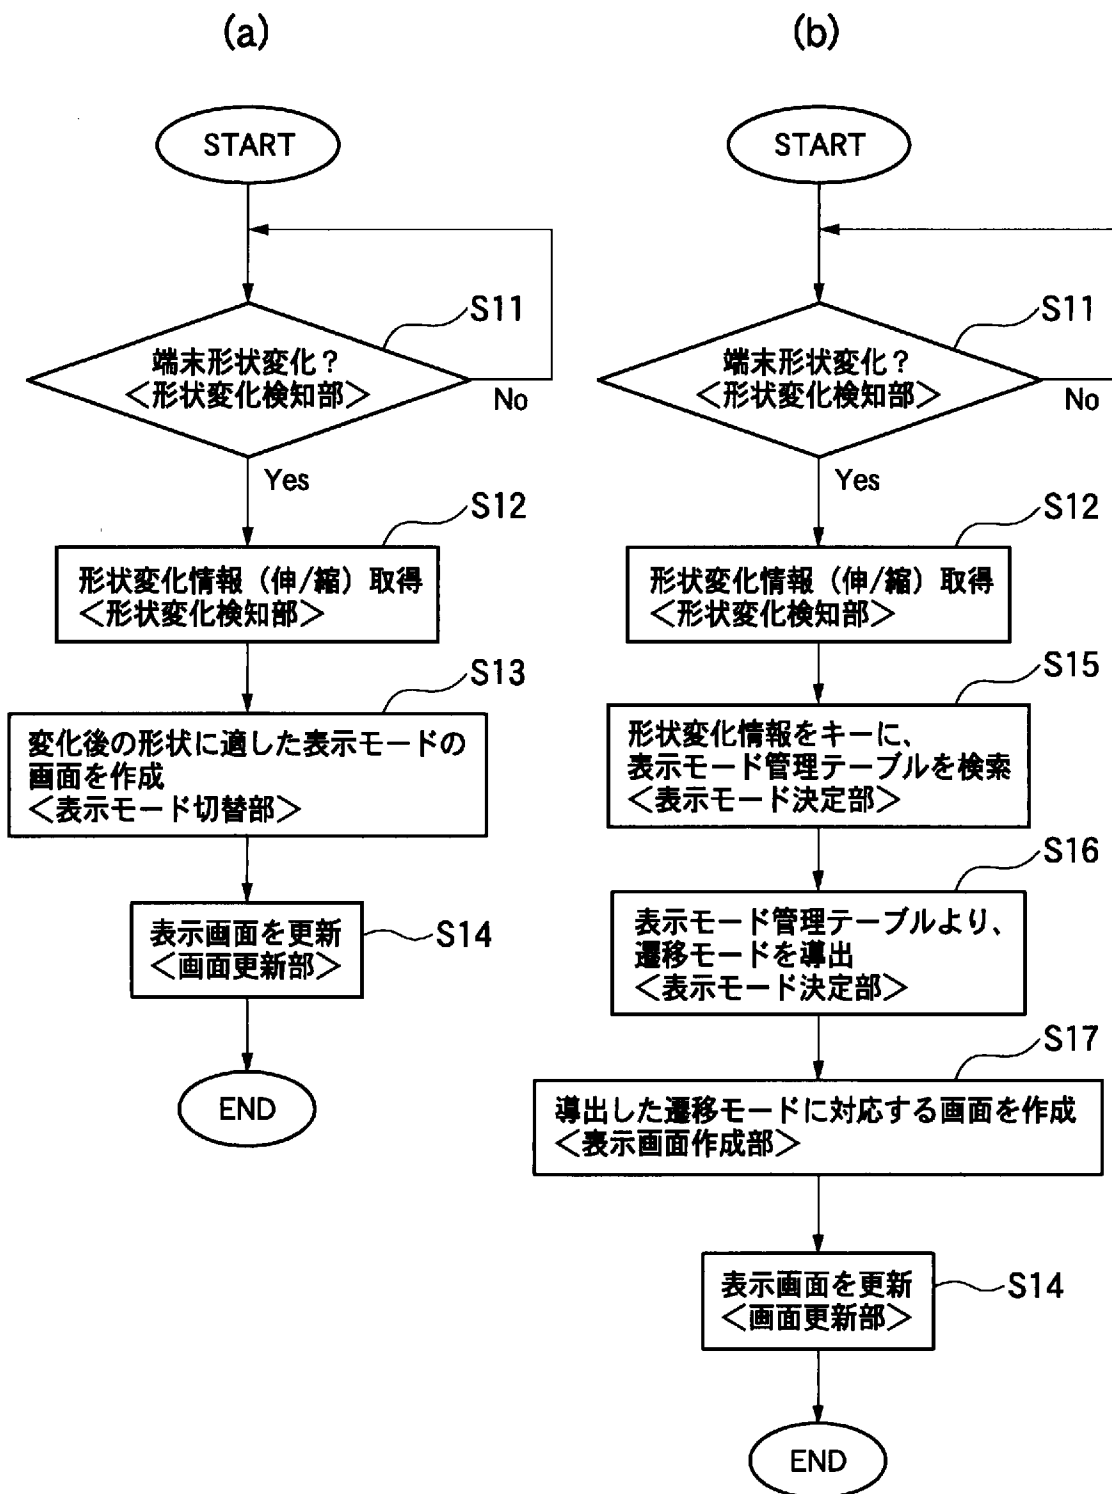 (a)
START
S11
端末形状変化？
＜形状変化検知部＞
No
Yes
S12
形状変化情報（伸/縮）取得
＜形状変化検知部＞
S13
変化後の形状に適した表示モードの
画面を作成
＜表示モード切替部＞
表示画面を更新
＜画面更新部＞
S14
END
(b)
START
S11
端末形状変化？
＜形状変化検知部＞
No
Yes
S12
形状変化情報（伸/縮）取得
＜形状変化検知部＞
S15
形状変化情報をキーに、
表示モード管理テーブルを検索
＜表示モード決定部＞
S16
表示モード管理テーブルより、
遷移モードを導出
＜表示モード決定部＞
S17
導出した遷移モードに対応する画面を作成
＜表示画面作成部＞
表示画面を更新
＜画面更新部＞
S14
END